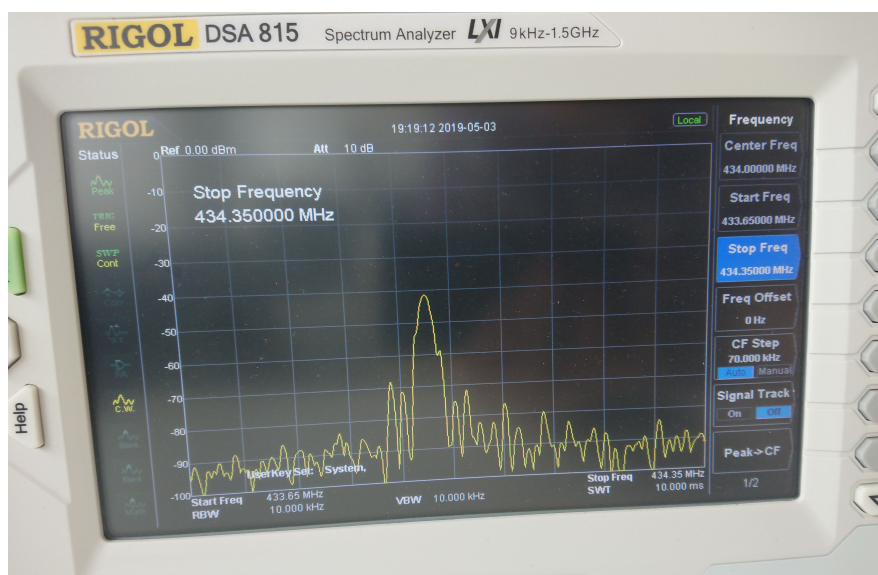 RIGOL DSA 815 Spectrum Analyzer LXI 9kHz-1.5GHz
RIGOL 19:19:12 2019-05-03 Local
Status
Ref 0.00 dBm Att 10 dB
Peak
TRIG
Free
SWP
Cont
C.W.
Stop Frequency
434.350000 MHz
0
-10
-20
-30
-40
-50
-60
-70
-80
-90
-100
UserKey Set: System,
Start Freq 433.65 MHz
RBW 10.000 kHz
VBW 10.000 kHz
Stop Freq 434.35 MHz
SWT 10.000 ms
Frequency
Center Freq
434.00000 MHz
Start Freq
433.65000 MHz
Stop Freq
434.35000 MHz
Freq Offset
0 Hz
CF Step
70.000 kHz
Auto Manual
Signal Track
On Off
Peak->CF
1/2
Help